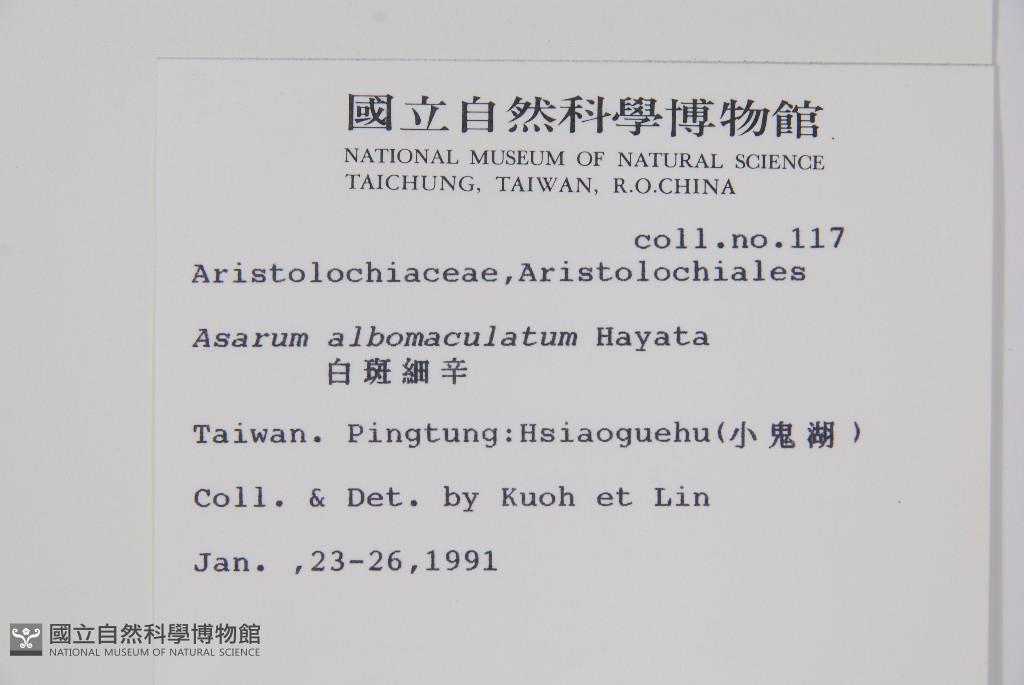 國立自然科學博物館
NATIONAL MUSEUM OF NATURAL SCIENCE
TAICHUNG, TAIWAN, R.O.CHINA
coll.no.117
Aristolochiaceae,Aristolochiales
Asarum albomaculatum Hayata
白斑細辛
Taiwan. Pingtung:Hsiaoguehu(小鬼湖)
Coll. & Det. by Kuoh et Lin
Jan. ,23-26,1991
國立自然科學博物館
NATIONAL MUSEUM OF NATURAL SCIENCE